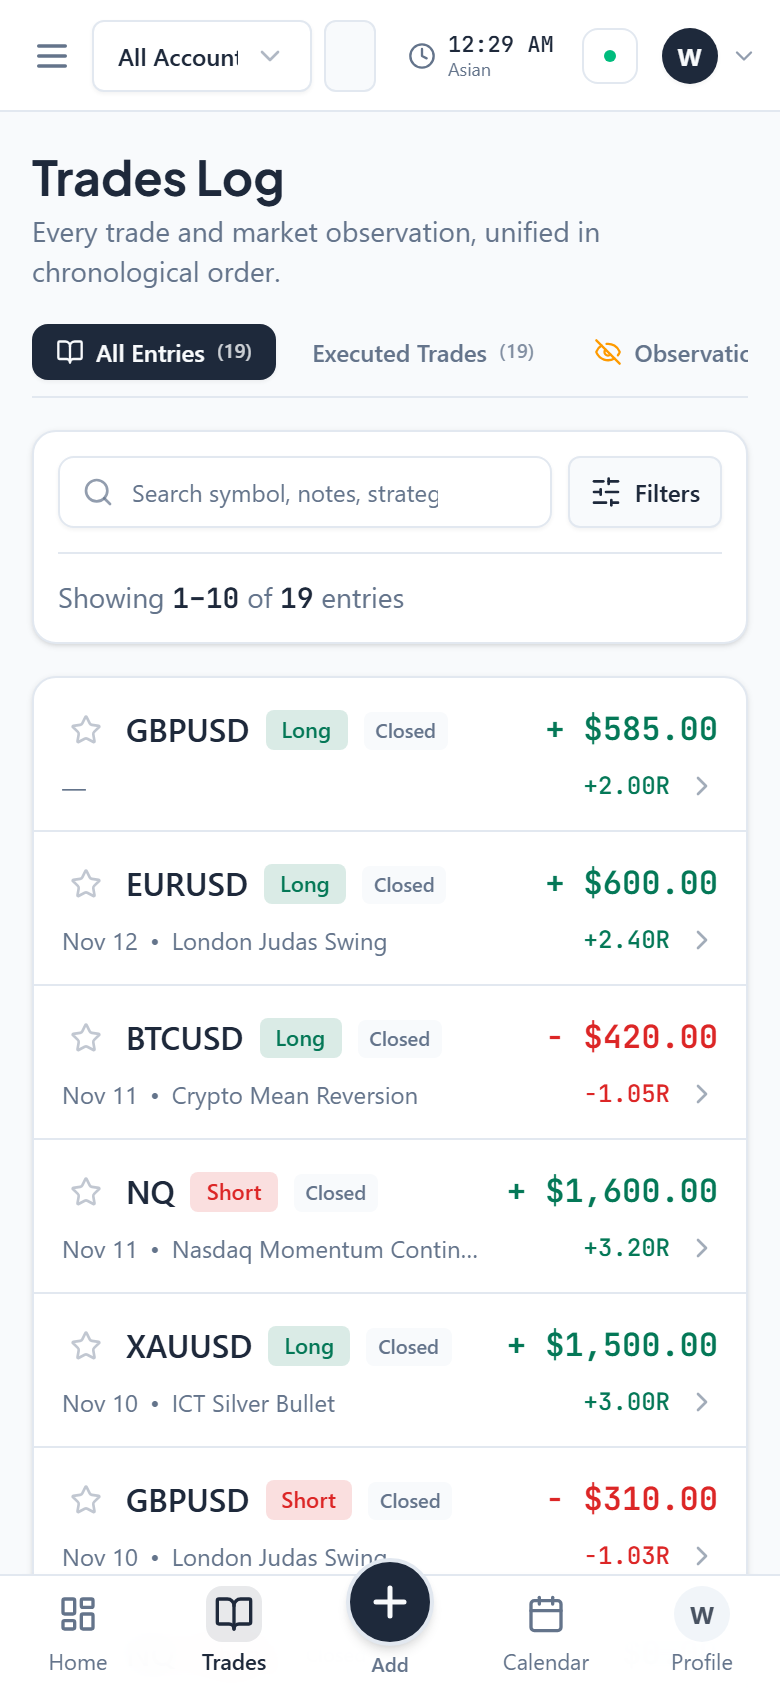 All Account
12:29 AM
Asian
W
Trades Log
Every trade and market observation, unified in
chronological order.
All Entries (19)
Executed Trades (19)
Observatic
Search symbol, notes, strateg
Filters
Showing 1–10 of 19 entries
GBPUSD Long Closed + $585.00
— +2.00R
EURUSD Long Closed + $600.00
Nov 12 • London Judas Swing +2.40R
BTCUSD Long Closed - $420.00
Nov 11 • Crypto Mean Reversion -1.05R
NQ Short Closed + $1,600.00
Nov 11 • Nasdaq Momentum Contin... +3.20R
XAUUSD Long Closed + $1,500.00
Nov 10 • ICT Silver Bullet +3.00R
GBPUSD Short Closed - $310.00
Nov 10 • London Judas Swing -1.03R
W
Home
Trades
Add
Calendar
Profile